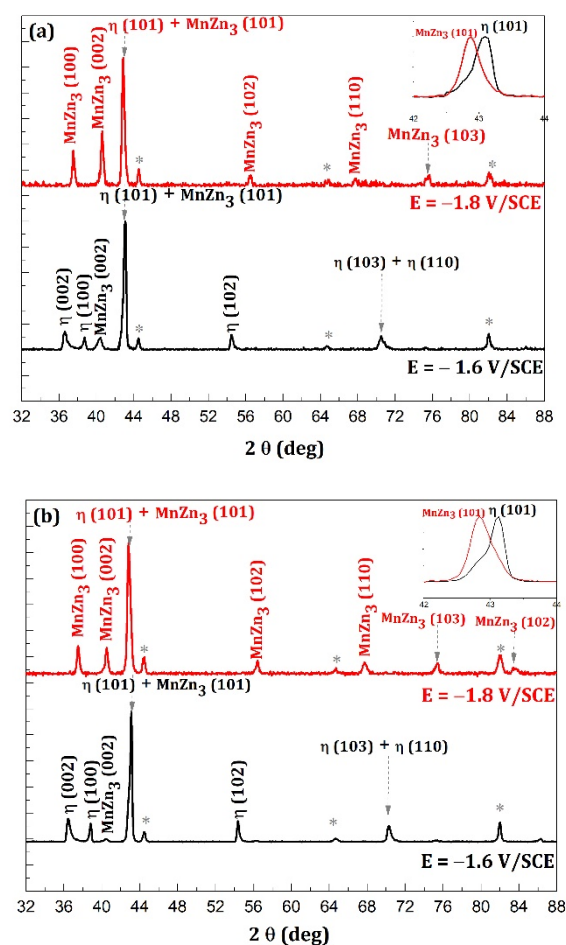 (a)
η (101) + MnZn3 (101)
MnZn3 (100)
MnZn3 (002)
MnZn3 (102)
MnZn3 (110)
MnZn3 (103)
*
*
*
E = −1.8 V/SCE
MnZn3 (101)
η (101)
42 43 44
η (101) + MnZn3 (101)
η (002)
η (100)
MnZn3 (002)
η (102)
η (103) + η (110)
*
*
*
E = − 1.6 V/SCE
32 36 40 44 48 52 56 60 64 68 72 76 80 84 88
2 θ (deg)
(b)
η (101) + MnZn3 (101)
MnZn3 (100)
MnZn3 (002)
MnZn3 (102)
MnZn3 (110)
MnZn3 (103)
MnZn3 (102)
*
*
*
E = −1.8 V/SCE
MnZn3 (101)
η (101)
42 43 44
η (101) + MnZn3 (101)
η (002)
η (100)
MnZn3 (002)
η (102)
η (103) + η (110)
*
*
*
E = −1.6 V/SCE
32 36 40 44 48 52 56 60 64 68 72 76 80 84 88
2 θ (deg)